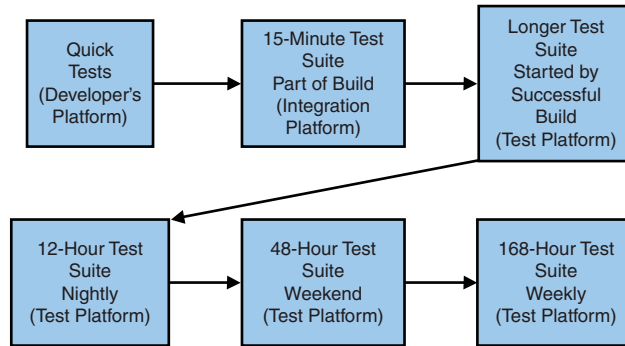 Quick
Tests
(Developer's
Platform)
15-Minute Test
Suite
Part of Build
(Integration
Platform)
Longer Test
Suite
Started by
Successful
Build
(Test Platform)
12-Hour Test
Suite
Nightly
(Test Platform)
48-Hour Test
Suite
Weekend
(Test Platform)
168-Hour Test
Suite
Weekly
(Test Platform)